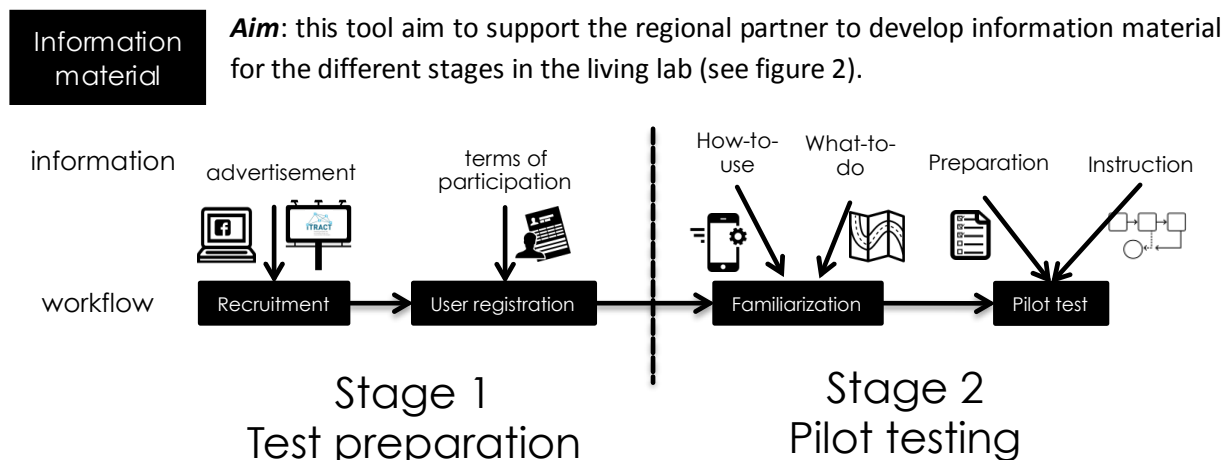 Information
material
Aim: this tool aim to support the regional partner to develop information material
for the different stages in the living lab (see figure 2).
information
advertisement
terms of
participation
How-to-
use
What-to-
do
Preparation
Instruction
iTRACT
workflow
Recruitment
User registration
Familiarization
Pilot test
Stage 1
Test preparation
Stage 2
Pilot testing